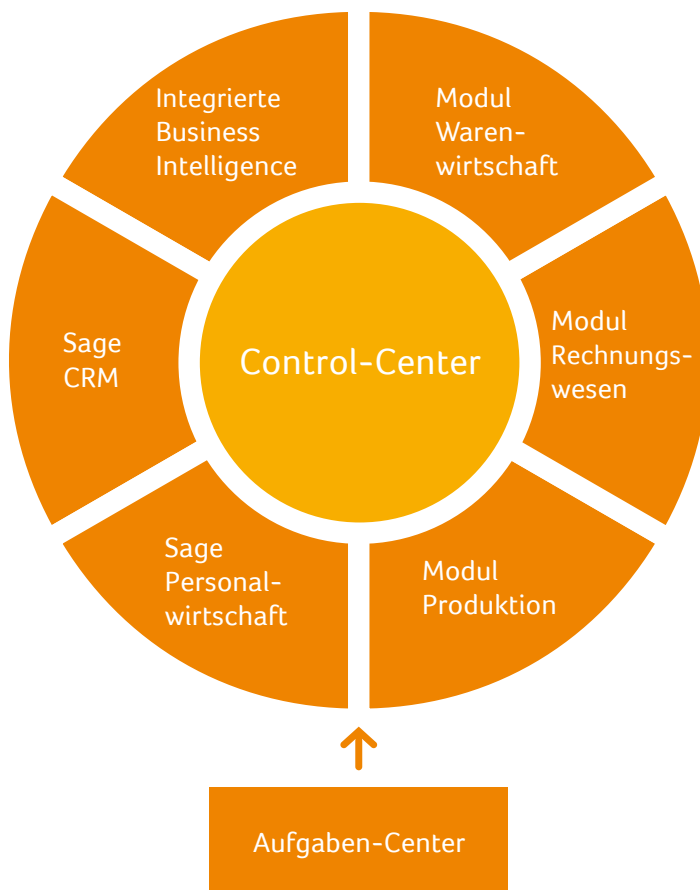 Integrierte
Business
Intelligence
Modul
Waren-
wirtschaft
Sage
CRM
Control-Center
Modul
Rechnungs-
wesen
Sage
Personal-
wirtschaft
Modul
Produktion
Aufgaben-Center